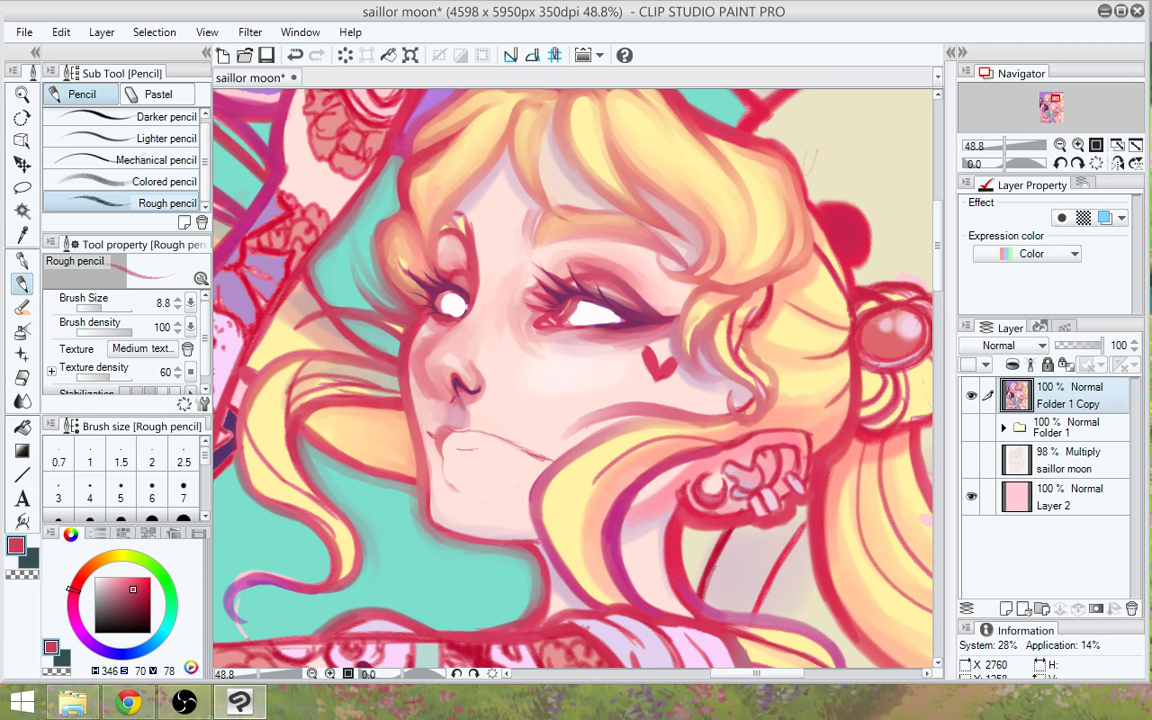 saillor moon* (4598 x 5950px 350dpi 48.8%) - CLIP STUDIO PAINT PRO
File Edit Layer Selection View Filter Window Help
Sub Tool [Pencil]
saillor moon*
Navigator
Pencil Pastel
Darker pencil
Lighter pencil
Mechanical pencil
Colored pencil
Rough pencil
48.8
0.0
Layer Property
Effect
Expression color
Color
Tool property [Rough pen
Rough pencil
Brush Size 8.8
Brush density 100
Texture Medium text..
Texture density 60
Layer
Normal 100
100 % Normal
Folder 1 Copy
100 % Normal
Folder 1
98 % Multiply
saillor moon
100 % Normal
Layer 2
Brush size [Rough pencil]
0.7 1 1.5 2 2.5
3 4 5 6 7
H 346 S 70 V 78
48.8
Information
System: 28% Application: 14%
X 2760 H: